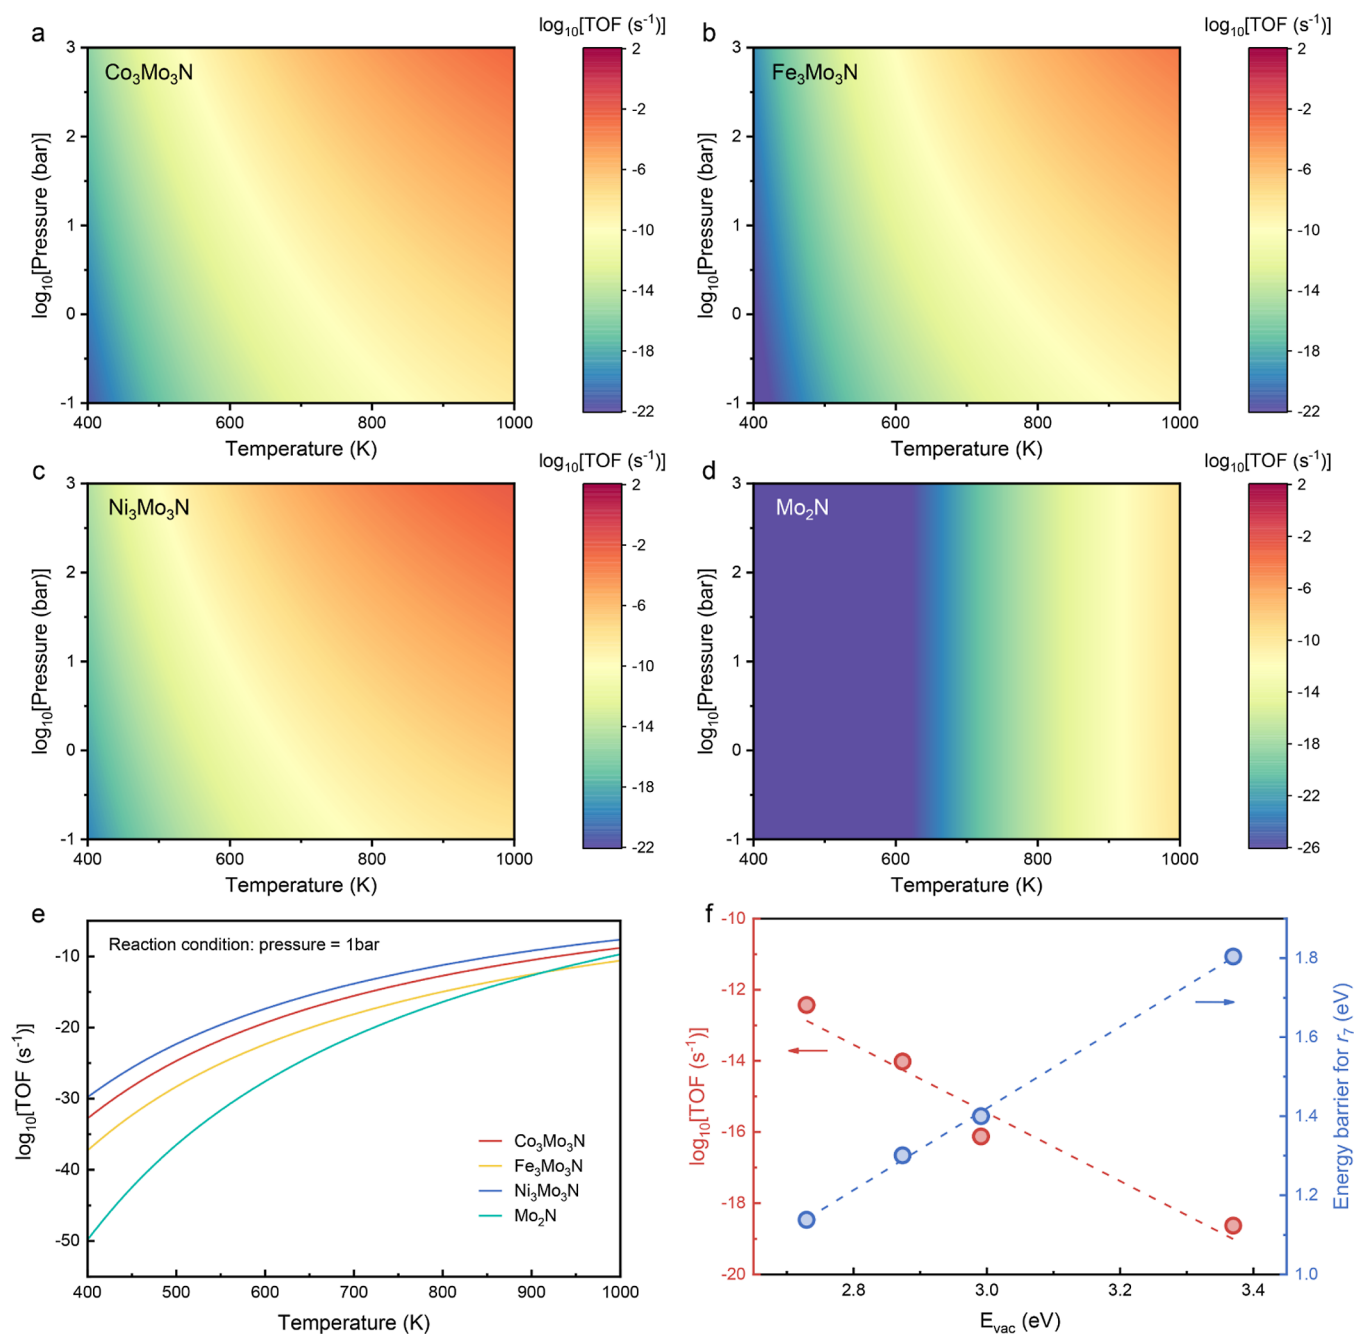 a
log₁₀[TOF (s⁻¹)]
Co₃Mo₃N
3
2
1
0
-1
log₁₀[Pressure (bar)]
400
600
800
1000
Temperature (K)
2
-2
-6
-10
-14
-18
-22
b
log₁₀[TOF (s⁻¹)]
Fe₃Mo₃N
3
2
1
0
-1
log₁₀[Pressure (bar)]
400
600
800
1000
Temperature (K)
2
-2
-6
-10
-14
-18
-22
c
log₁₀[TOF (s⁻¹)]
Ni₃Mo₃N
3
2
1
0
-1
log₁₀[Pressure (bar)]
400
600
800
1000
Temperature (K)
2
-2
-6
-10
-14
-18
-22
d
log₁₀[TOF (s⁻¹)]
Mo₂N
3
2
1
0
-1
log₁₀[Pressure (bar)]
400
600
800
1000
Temperature (K)
2
-2
-6
-10
-14
-18
-22
-26
e
Reaction condition: pressure = 1bar
-10
-20
-30
-40
-50
log₁₀[TOF (s⁻¹)]
Co₃Mo₃N
Fe₃Mo₃N
Ni₃Mo₃N
Mo₂N
400
500
600
700
800
900
1000
Temperature (K)
f
-10
-12
-14
-16
-18
-20
log₁₀[TOF (s⁻¹)]
1.8
1.6
1.4
1.2
1.0
Energy barrier for r₇ (eV)
2.8
3.0
3.2
3.4
Eᵥₐc (eV)